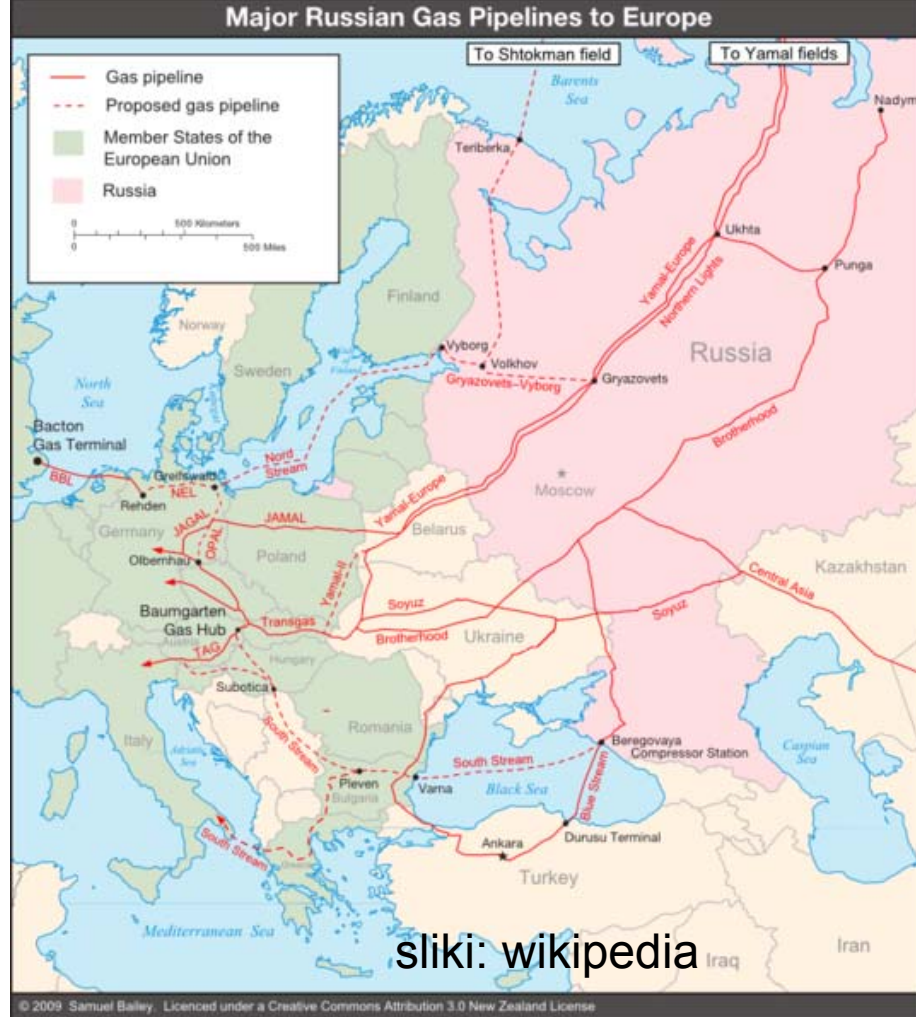 Major Russian Gas Pipelines to Europe
Gas pipeline
Proposed gas pipeline
Member States of the
European Union
Russia
0 500 Kilometers
0 500 Miles
To Shtokman field
To Yamal fields
Barents
Sea
Nadym
Teriberka
Ukhta
Punga
Yamal-Europe
Northern Lights
Finland
Norway
Sweden
Vyborg
Volkhov
Gryazovets
Gryazovets–Vyborg
Russia
North
Sea
Bacton
Gas Terminal
BBL
Nord
Stream
Greifswald
NEL
Rehden
Moscow
Brotherhood
Germany
JAGAL
OPAL
JAMAL
Yamal-Europe
Belarus
Poland
Olbernhau
Yamal-II
Kazakhstan
Central Asia
Soyuz
Soyuz
Baumgarten
Gas Hub
Transgas
Brotherhood
Ukraine
TAG
Austria
Hungary
Subotica
Romania
Italy
Adriatic
Sea
South Stream
Beregovaya
Compressor Station
Caspian
Sea
South Stream
Pleven
Bulgaria
Varna
Black Sea
Blue Stream
South Stream
Greece
Ankara
Durusu Terminal
Turkey
Mediterranean Sea
sliki: wikipedia
Iraq
Iran
© 2009 Samuel Bailey. Licenced under a Creative Commons Attribution 3.0 New Zealand License